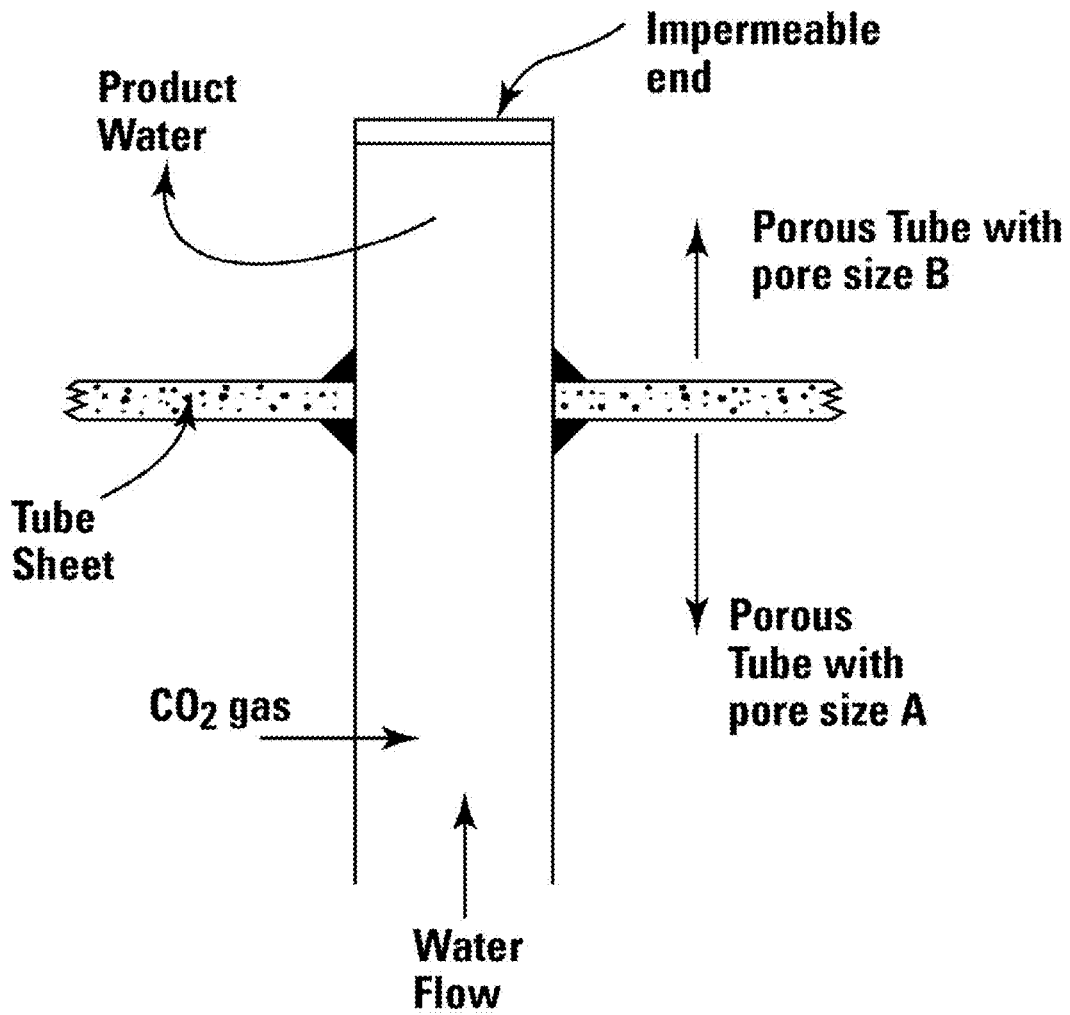 Impermeable
end
Product
Water
Porous Tube with
pore size B
Tube
Sheet
Porous
Tube with
pore size A
CO₂ gas
Water
Flow